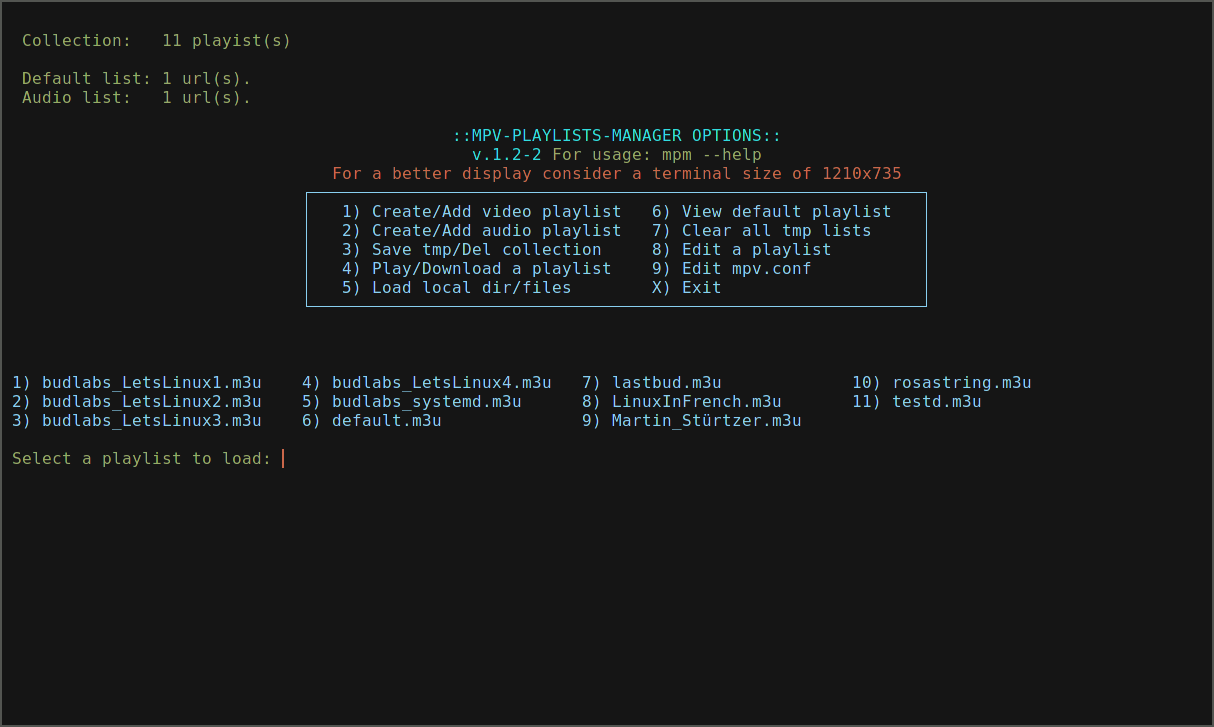 Collection:   11 playist(s)
Default list: 1 url(s).
Audio list:   1 url(s).
::MPV-PLAYLISTS-MANAGER OPTIONS::
v.1.2-2 For usage: mpm --help
For a better display consider a terminal size of 1210x735
1) Create/Add video playlist   6) View default playlist
2) Create/Add audio playlist   7) Clear all tmp lists
3) Save tmp/Del collection     8) Edit a playlist
4) Play/Download a playlist    9) Edit mpv.conf
5) Load local dir/files        X) Exit
1) budlabs_LetsLinux1.m3u    4) budlabs_LetsLinux4.m3u   7) lastbud.m3u             10) rosastring.m3u
2) budlabs_LetsLinux2.m3u    5) budlabs_systemd.m3u      8) LinuxInFrench.m3u       11) testd.m3u
3) budlabs_LetsLinux3.m3u    6) default.m3u              9) Martin_Stürtzer.m3u
Select a playlist to load: